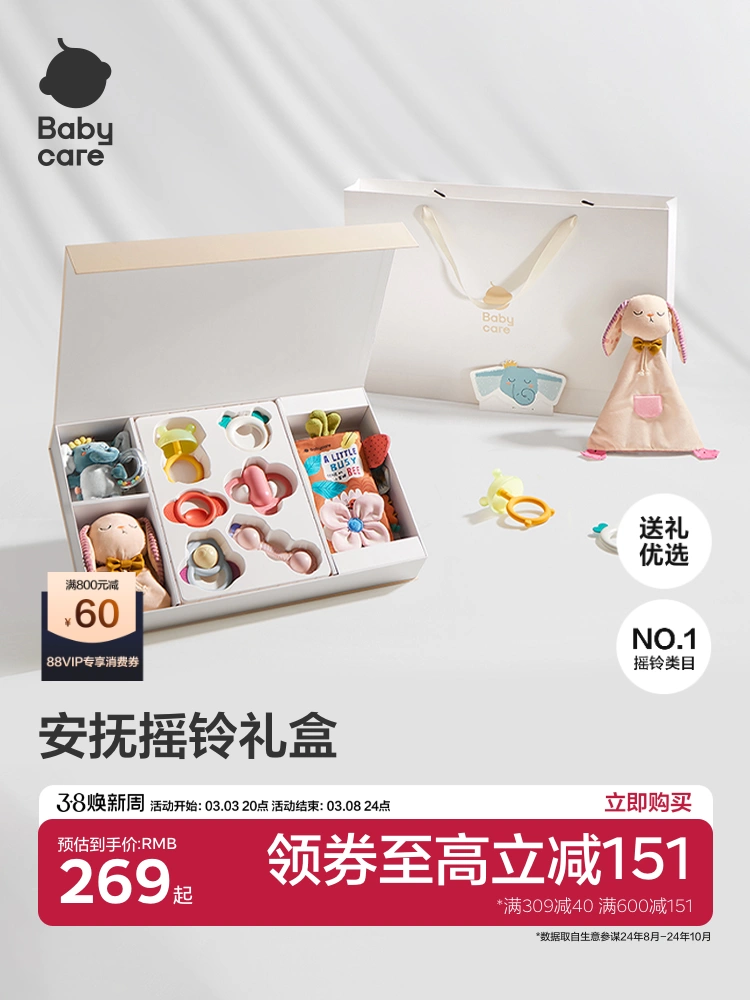 Baby
care
Baby
care
A LITTLE
BUSY
BEE
送礼
优选
NO.1
摇铃类目
满800元减
¥60
88VIP专享消费券
安抚摇铃礼盒
3·8焕新周 活动开始: 03.03 20点 活动结束: 03.08 24点
立即购买
预估到手价:RMB
269起
领券至高立减151
*满309减40 满600减151
*数据取自生意参谋24年8月-24年10月